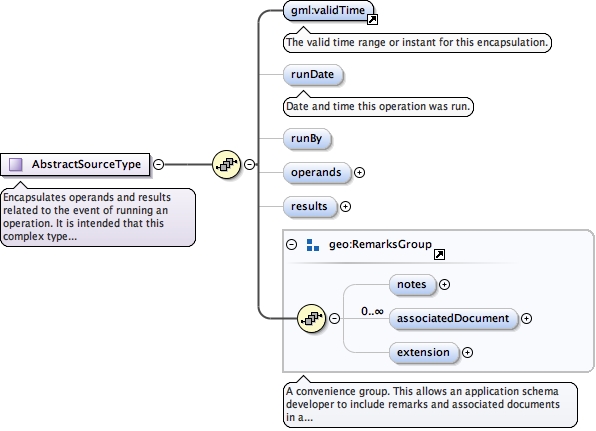 gml:validTime
The valid time range or instant for this encapsulation.
runDate
Date and time this operation was run.
runBy
AbstractSourceType
Encapsulates operands and results
related to the event of running an
operation. It is intended that this
complex type...
operands
results
geo:RemarksGroup
notes
0..∞
associatedDocument
extension
A convenience group. This allows an application schema
developer to include remarks and associated documents
in a...